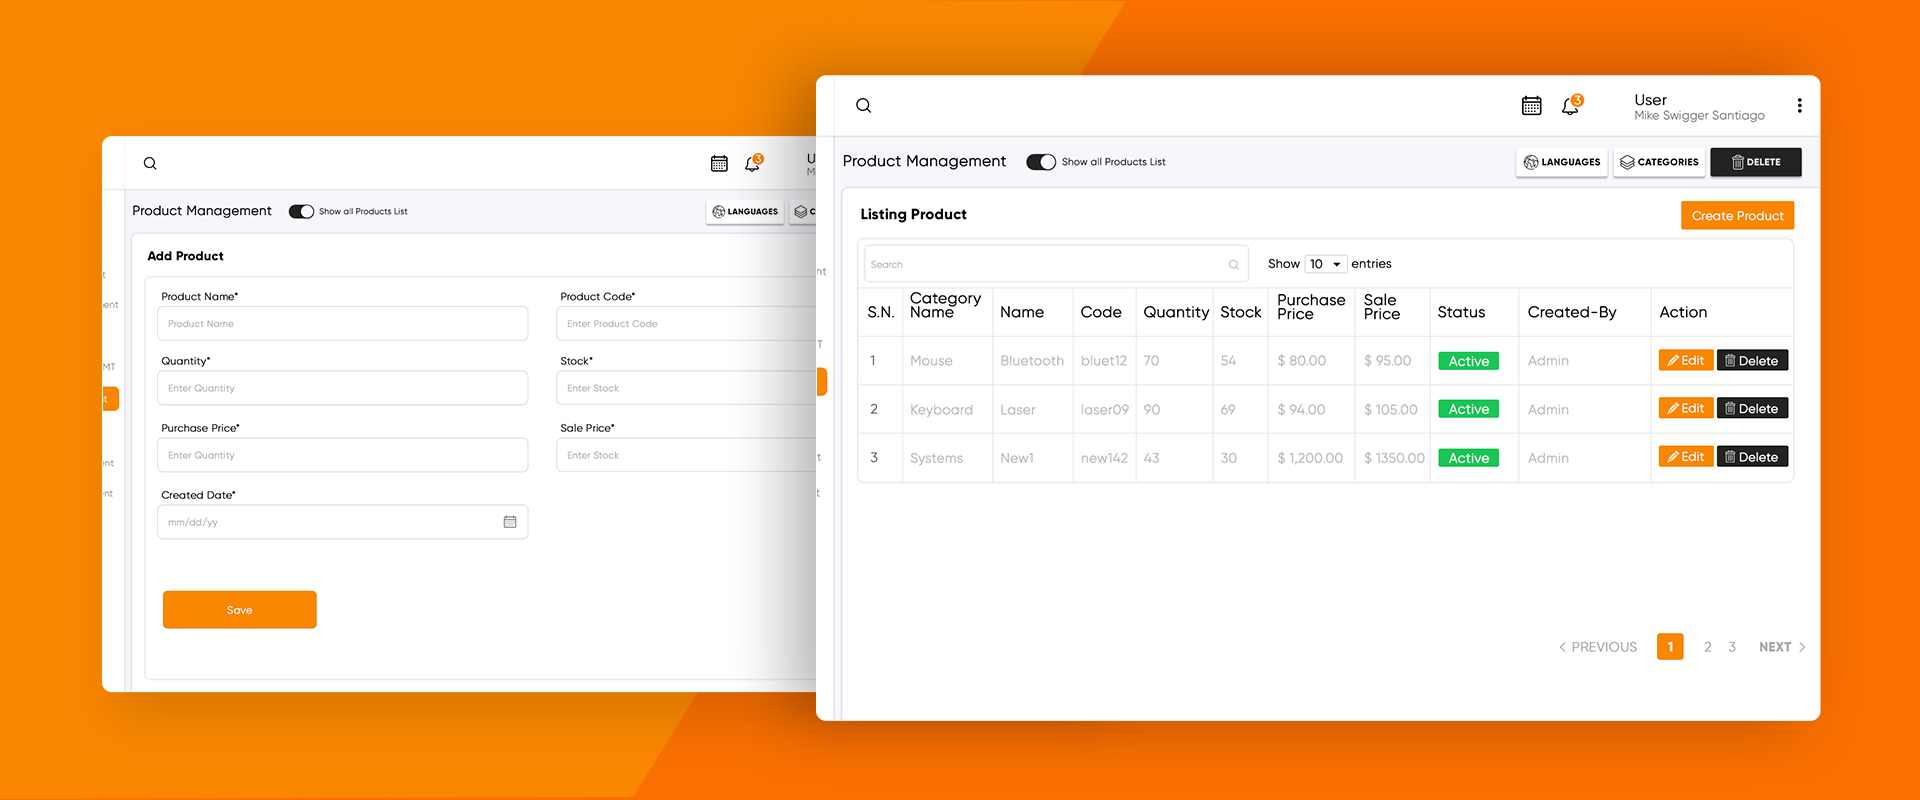 3
U
M
Product Management
Show all Products List
LANGUAGES
C
Add Product
Product Name*
Product Code*
Product Name
Enter Product Code
Quantity*
Stock*
Enter Quantity
Enter Stock
Purchase Price*
Sale Price*
Enter Quantity
Enter Stock
Created Date*
mm/dd/yy
Save
t
ent
MT
t
ent
nt
3
User
Mike Swigger Santiago
Product Management
Show all Products List
LANGUAGES
CATEGORIES
DELETE
Listing Product
Create Product
Search
Show 10 entries
S.N. Category Name Name Code Quantity Stock Purchase Price Sale Price Status Created-By Action
1 Mouse Bluetooth bluet12 70 54 $ 80.00 $ 95.00 Active Admin Edit Delete
2 Keyboard Laser laser09 90 69 $ 94.00 $ 105.00 Active Admin Edit Delete
3 Systems New1 new142 43 30 $ 1,200.00 $ 1350.00 Active Admin Edit Delete
nt
T
t
t
< PREVIOUS 1 2 3 NEXT >